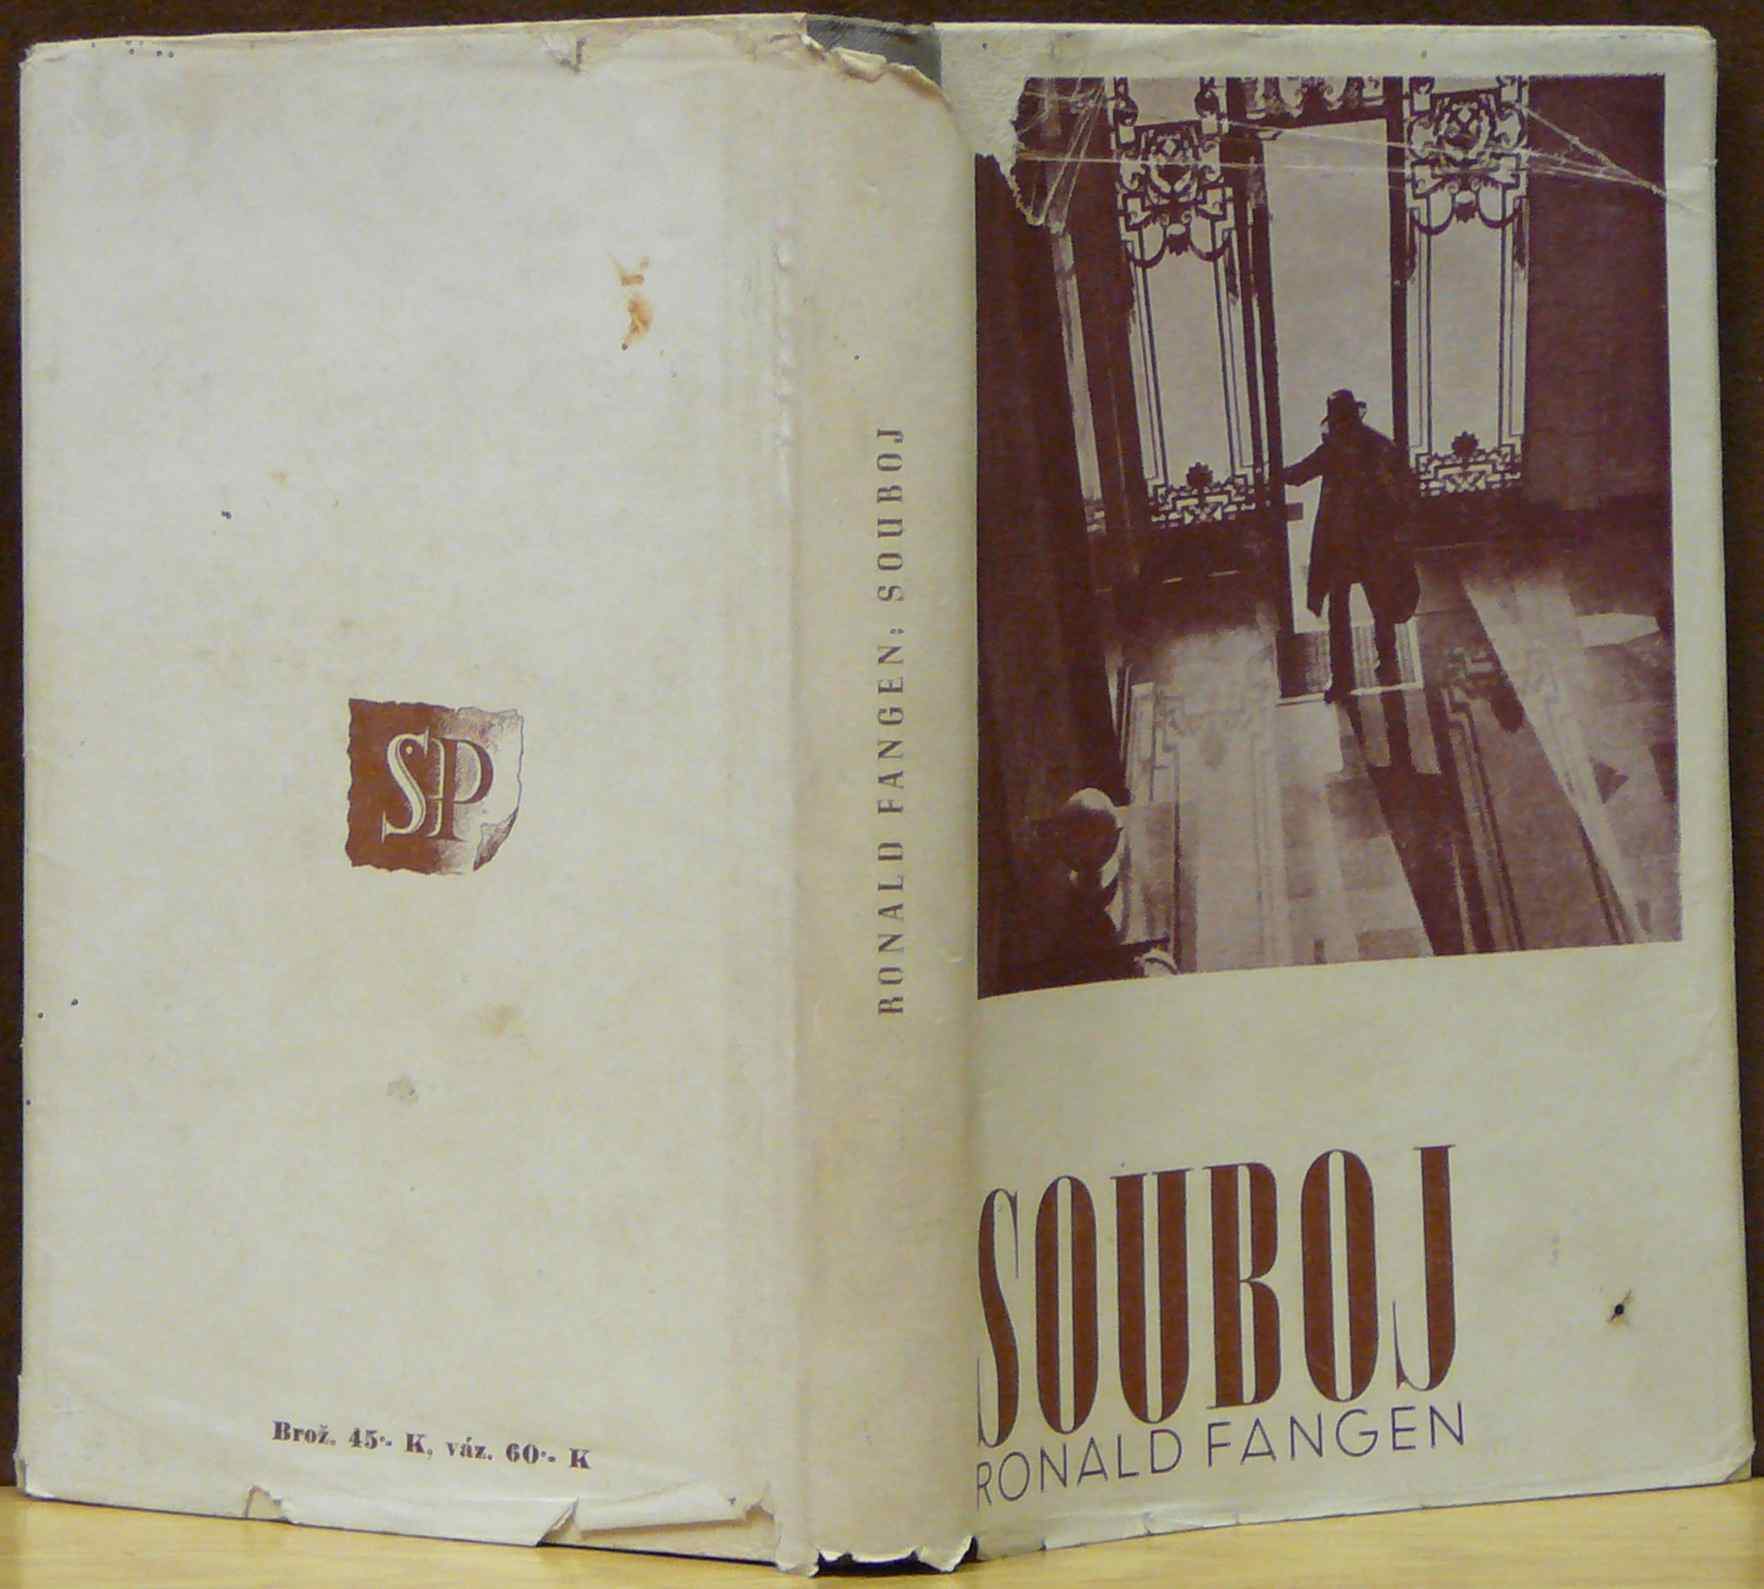 SP
Brož. 45·- K, váz. 60·- K
RONALD FANGEN: SOUBOJ
SOUBOJ
RONALD FANGEN